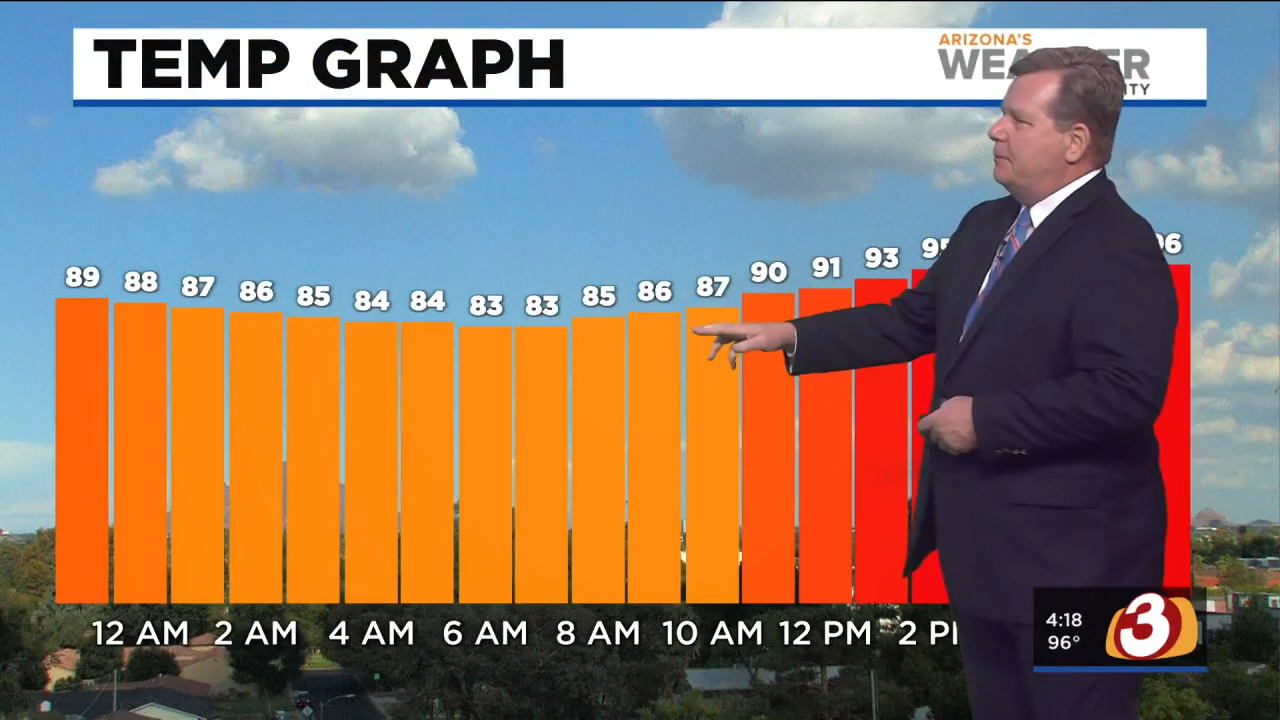 TEMP GRAPH
ARIZONA'S
89 88 87 86 85 84 84 83 83 85 86 87 90 91 93
12 AM 2 AM 4 AM 6 AM 8 AM 10 AM 12 PM 2
4:18
96°
3